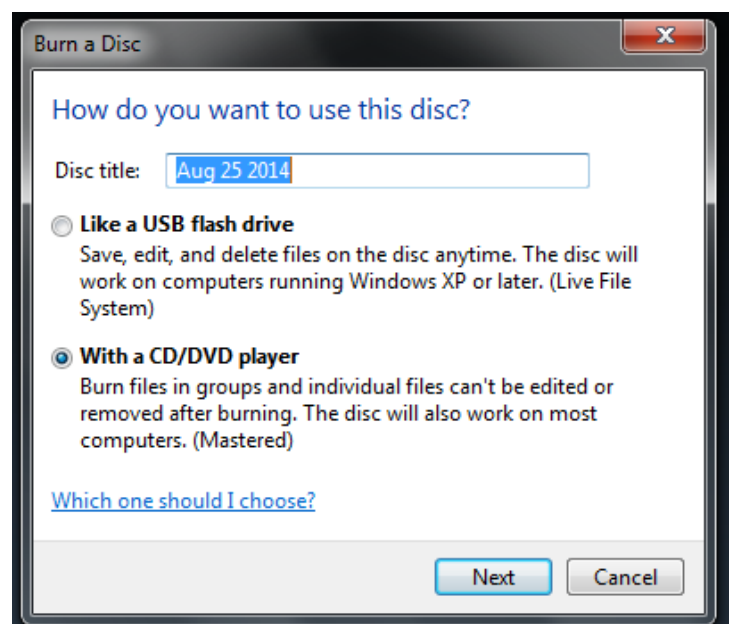 Burn a Disc
How do you want to use this disc?
Disc title: Aug 25 2014
Like a USB flash drive
Save, edit, and delete files on the disc anytime. The disc will
work on computers running Windows XP or later. (Live File
System)
With a CD/DVD player
Burn files in groups and individual files can't be edited or
removed after burning. The disc will also work on most
computers. (Mastered)
Which one should I choose?
Next Cancel